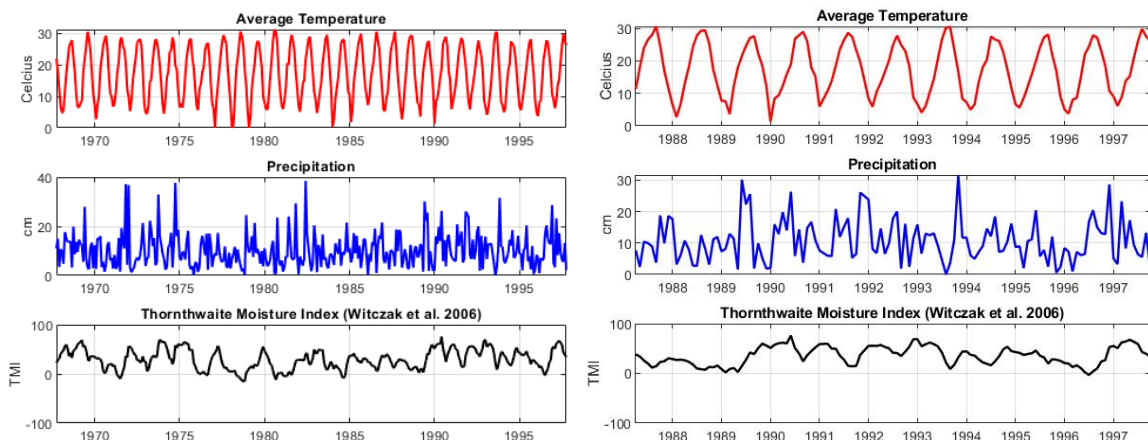 Average Temperature
30
20
10
0
Celcius
1970 1975 1980 1985 1990 1995
Precipitation
40
20
0
cm
1970 1975 1980 1985 1990 1995
Thornthwaite Moisture Index (Witczak et al. 2006)
100
0
-100
TMI
1970 1975 1980 1985 1990 1995
Average Temperature
30
20
10
0
Celcius
1988 1989 1990 1991 1992 1993 1994 1995 1996 1997
Precipitation
30
20
10
0
cm
1988 1989 1990 1991 1992 1993 1994 1995 1996 1997
Thornthwaite Moisture Index (Witczak et al. 2006)
100
0
-100
TMI
1988 1989 1990 1991 1992 1993 1994 1995 1996 1997